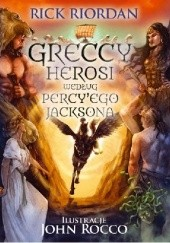 RICK RIORDAN
GRECCY
HEROSI
WEDŁUG
PERCY'EGO
JACKSONA
ILUSTRACJE
JOHN ROCCO